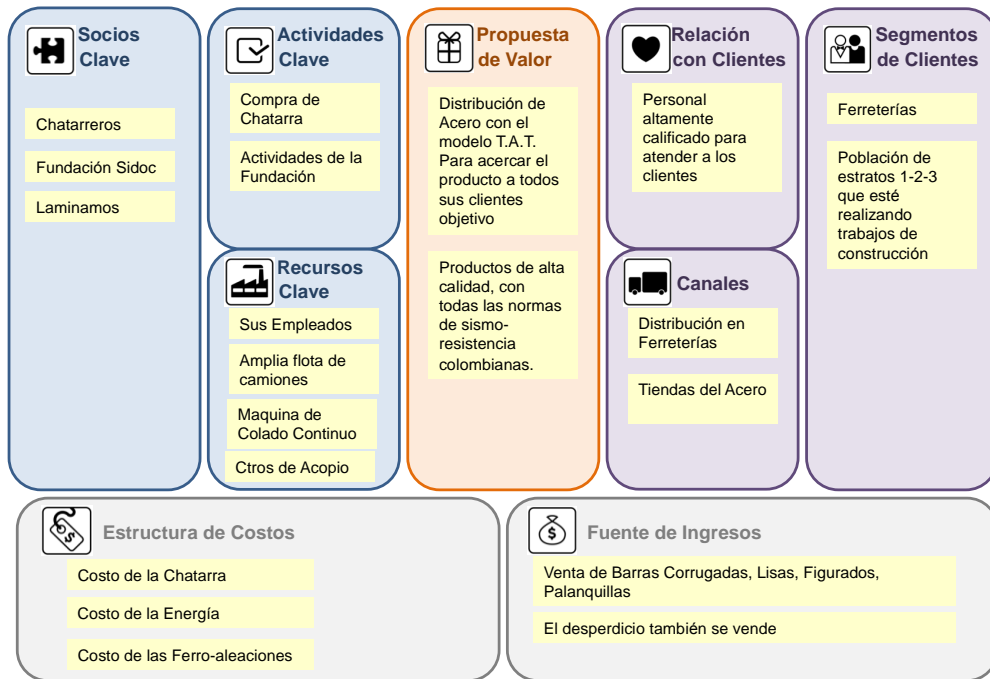 Socios
Clave
Chatarreros
Fundación Sidoc
Laminamos
Actividades
Clave
Compra de
Chatarra
Actividades de la
Fundación
Recursos
Clave
Sus Empleados
Amplia flota de
camiones
Maquina de
Colado Continuo
Ctros de Acopio
Propuesta
de Valor
Distribución de
Acero con el
modelo T.A.T.
Para acercar el
producto a todos
sus clientes
objetivo
Productos de alta
calidad, con
todas las normas
de sismo-
resistencia
colombianas.
Relación
con Clientes
Personal
altamente
calificado para
atender a los
clientes
Canales
Distribución en
Ferreterías
Tiendas del Acero
Segmentos
de Clientes
Ferreterías
Población de
estratos 1-2-3
que esté
realizando
trabajos de
construcción
Estructura de Costos
Costo de la Chatarra
Costo de la Energía
Costo de las Ferro-aleaciones
$
Fuente de Ingresos
Venta de Barras Corrugadas, Lisas, Figurados,
Palanquillas
El desperdicio también se vende